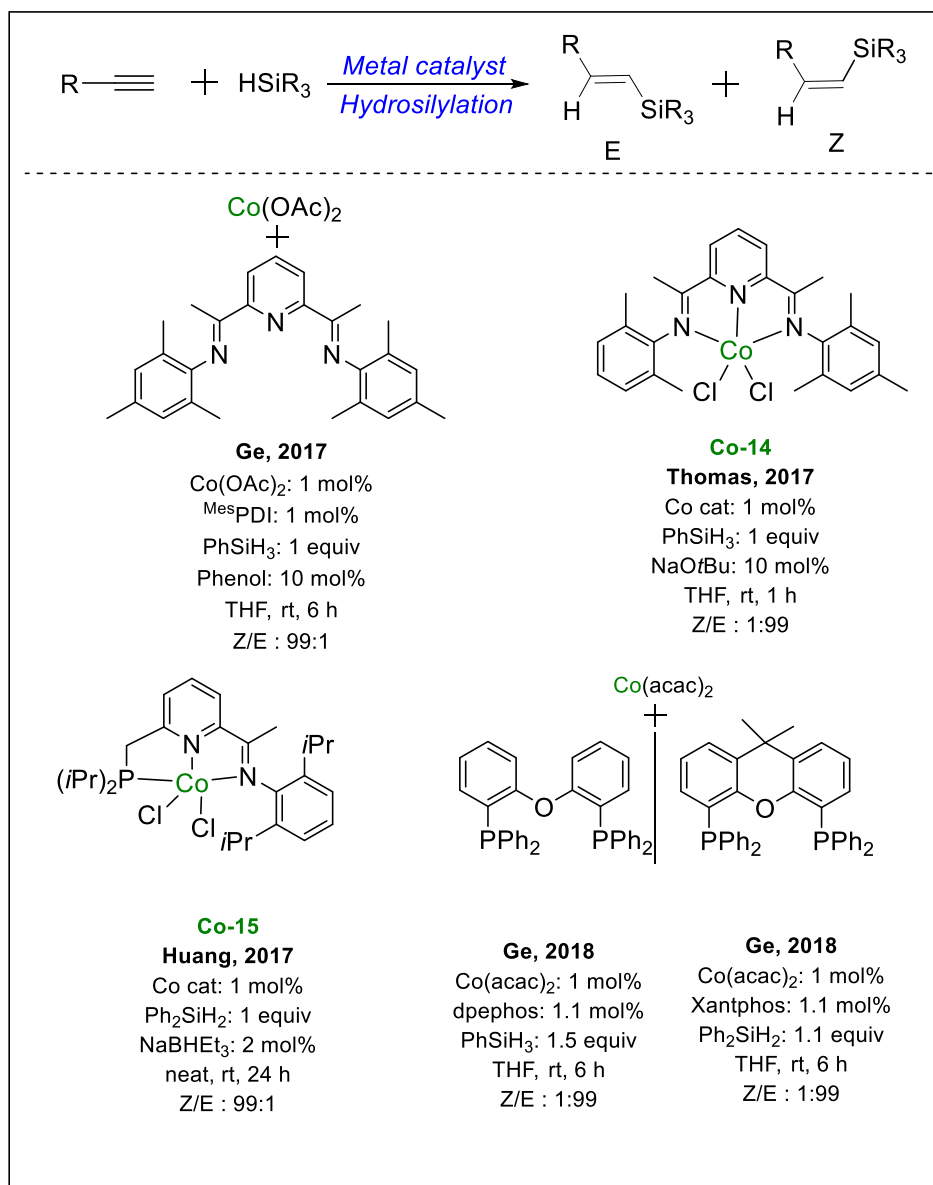 R
+
HSiR3
Metal catalyst
Hydrosilylation
R
H
SiR3
E
+
R
SiR3
H
Z
Co(OAc)2
+
N
N
N
Ge, 2017
Co(OAc)2: 1 mol%
MesPDI: 1 mol%
PhSiH3: 1 equiv
Phenol: 10 mol%
THF, rt, 6 h
Z/E : 99:1
N
N
N
Co
Cl
Cl
Co-14
Thomas, 2017
Co cat: 1 mol%
PhSiH3: 1 equiv
NaOtBu: 10 mol%
THF, rt, 1 h
Z/E : 1:99
N
iPr
(iPr)2P
Co
N
Cl
Cl
iPr
Co-15
Huang, 2017
Co cat: 1 mol%
Ph2SiH2: 1 equiv
NaBHEt3: 2 mol%
neat, rt, 24 h
Z/E : 99:1
Co(acac)2
+
O
PPh2
PPh2
O
PPh2
PPh2
Ge, 2018
Co(acac)2: 1 mol%
dpephos: 1.1 mol%
PhSiH3: 1.5 equiv
THF, rt, 6 h
Z/E : 1:99
Ge, 2018
Co(acac)2: 1 mol%
Xantphos: 1.1 mol%
Ph2SiH2: 1.1 equiv
THF, rt, 6 h
Z/E : 1:99